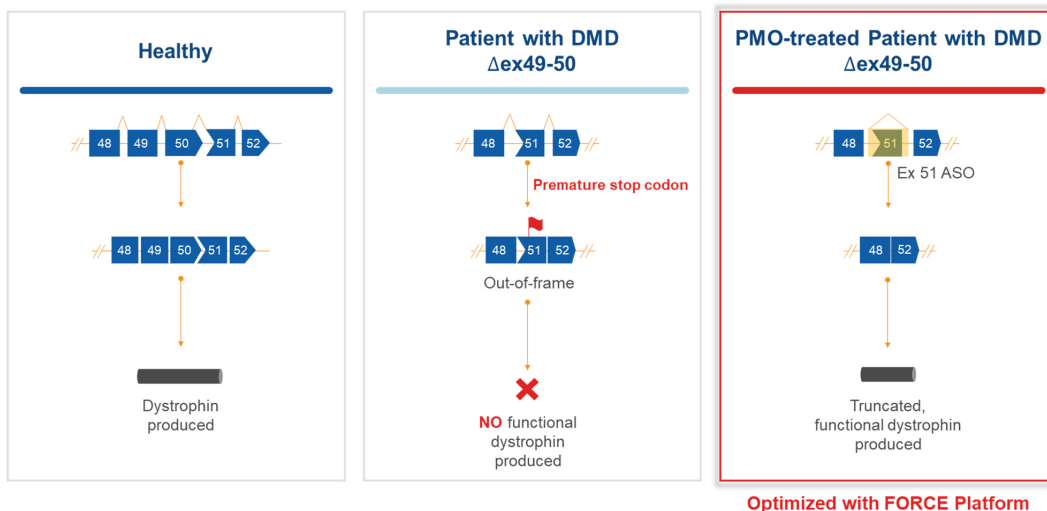 Healthy
48 49 50 51 52
48 49 50 51 52
Dystrophin
produced
Patient with DMD
Δex49-50
48 51 52
Premature stop codon
48 51 52
Out-of-frame
NO functional
dystrophin
produced
PMO-treated Patient with DMD
Δex49-50
48 51 52
Ex 51 ASO
48 52
Truncated,
functional dystrophin
produced
Optimized with FORCE Platform